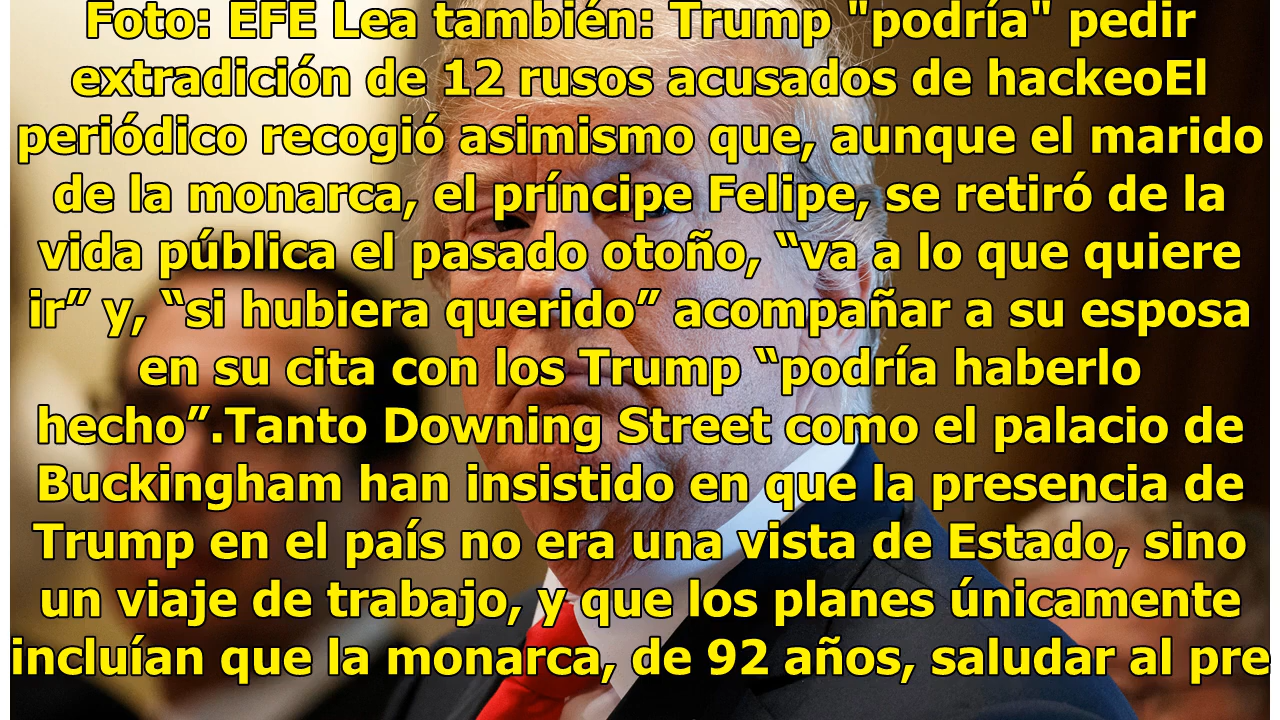 Foto: EFE Lea también: Trump "podría" pedir
extradición de 12 rusos acusados de hackeoEl
periódico recogió asimismo que, aunque el marido
de la monarca, el príncipe Felipe, se retiró de la
vida pública el pasado otoño, “va a lo que quiere
ir” y, “si hubiera querido” acompañar a su esposa
en su cita con los Trump “podría haberlo
hecho”.Tanto Downing Street como el palacio de
Buckingham han insistido en que la presencia de
Trump en el país no era una vista de Estado, sino
un viaje de trabajo, y que los planes únicamente
incluían que la monarca, de 92 años, saludar al pre